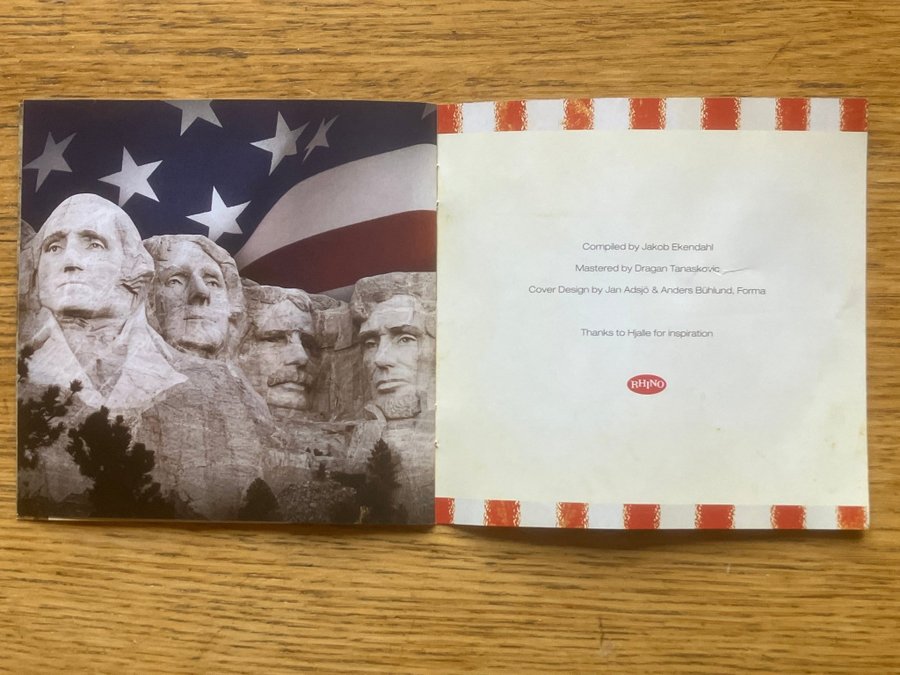 Compiled by Jakob Ekendahl
Mastered by Dragan Tanaskovic
Cover Design by Jan Adsjö & Anders Bühlund, Forma
Thanks to Hjalle for inspiration
RHINO